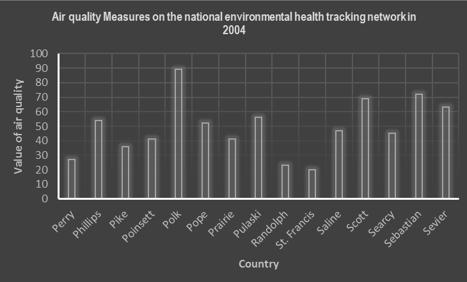 Air quality Measures on the national environmental health tracking network in
2004
Value of air quality
100
90
80
70
60
50
40
30
20
10
0
Perry
Phillips
Pike
Poinsett
Polk
Pope
Prairie
Pulaski
Randolph
St. Francis
Saline
Scott
Searcy
Sebastian
Sevier
Country